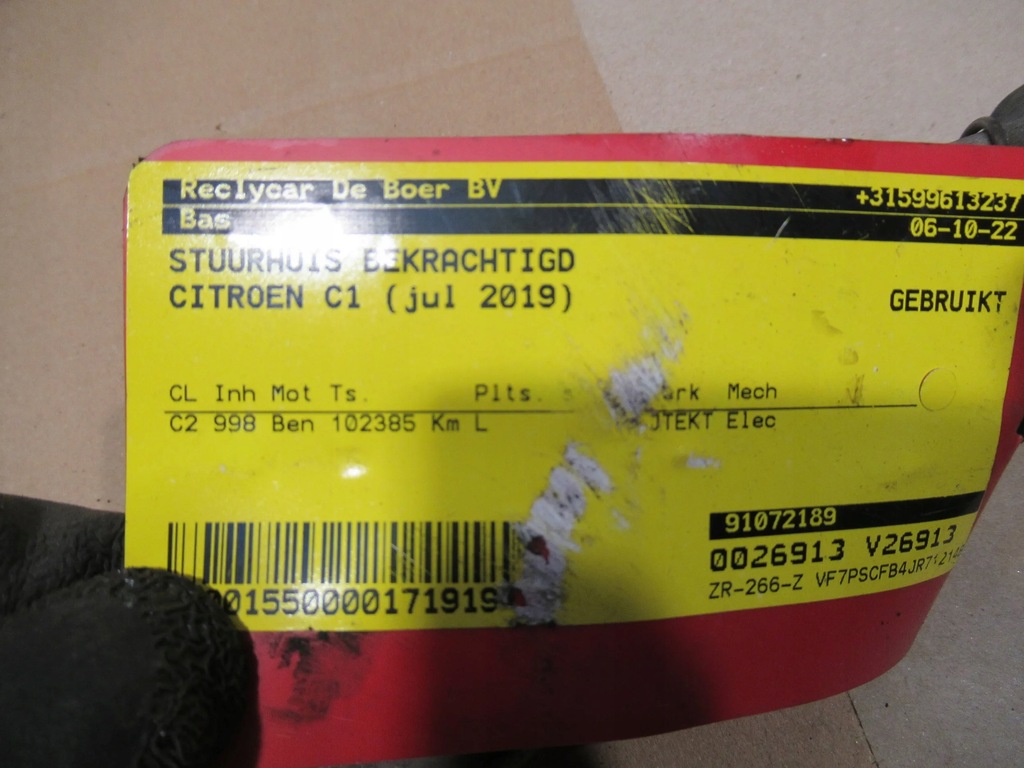 Reclycar De Boer BV +31599613237
Bas 06-10-22
STUURHUIS BEKRACHTIGD
CITROEN C1 (jul 2019) GEBRUIKT
CL Inh Mot Ts. Plts. Mech
C2 998 Ben 102385 Km L JTEKT Elec
91072189
0026913 V26913
ZR-266-Z